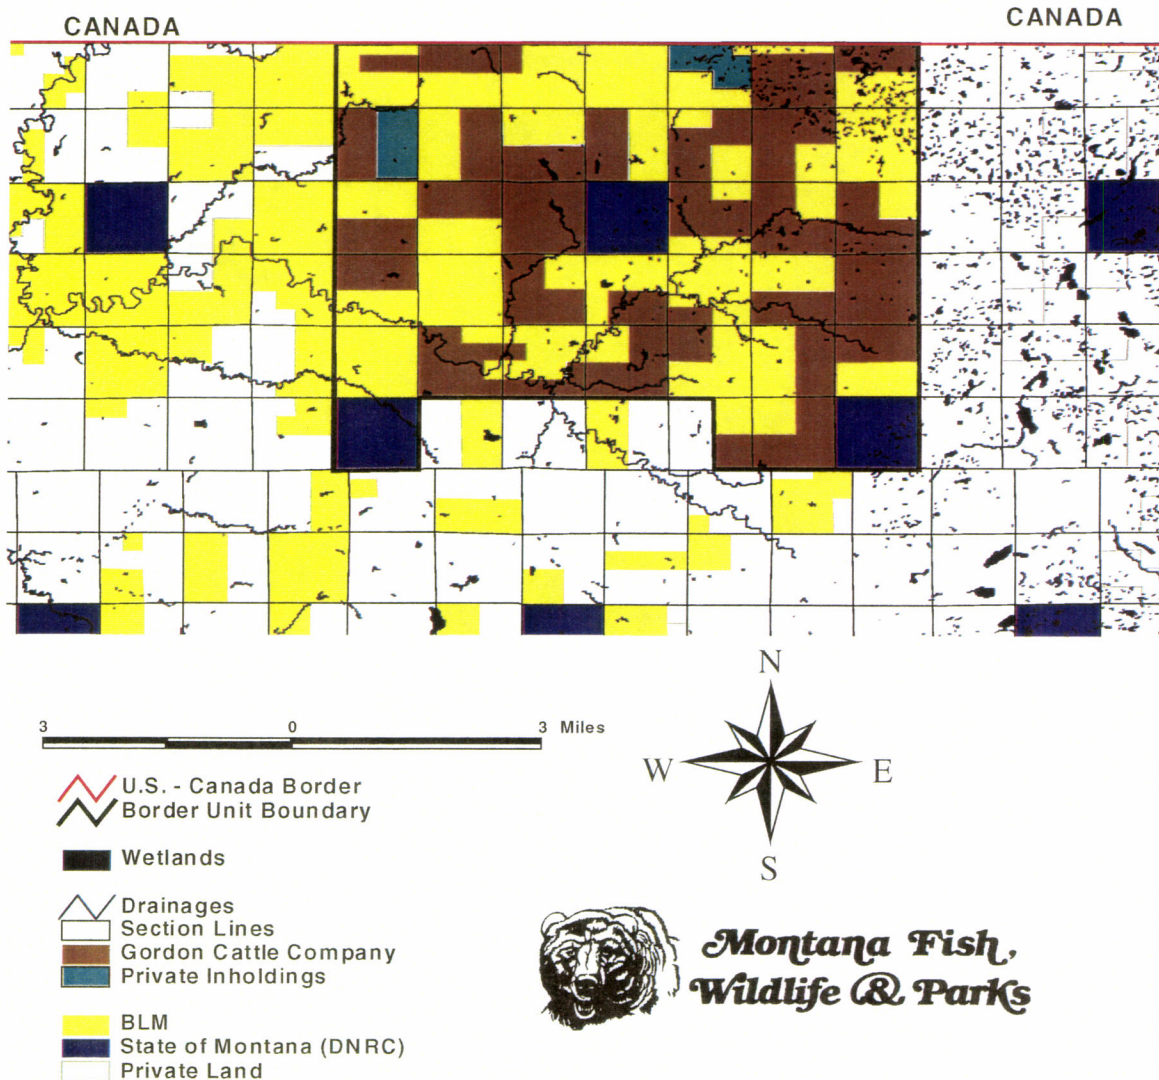 CANADA
CANADA
N
W E
S
3 0 3 Miles
U.S. - Canada Border
Border Unit Boundary
Wetlands
Drainages
Section Lines
Gordon Cattle Company
Private Inholdings
BLM
State of Montana (DNRC)
Private Land
Montana Fish,
Wildlife & Parks